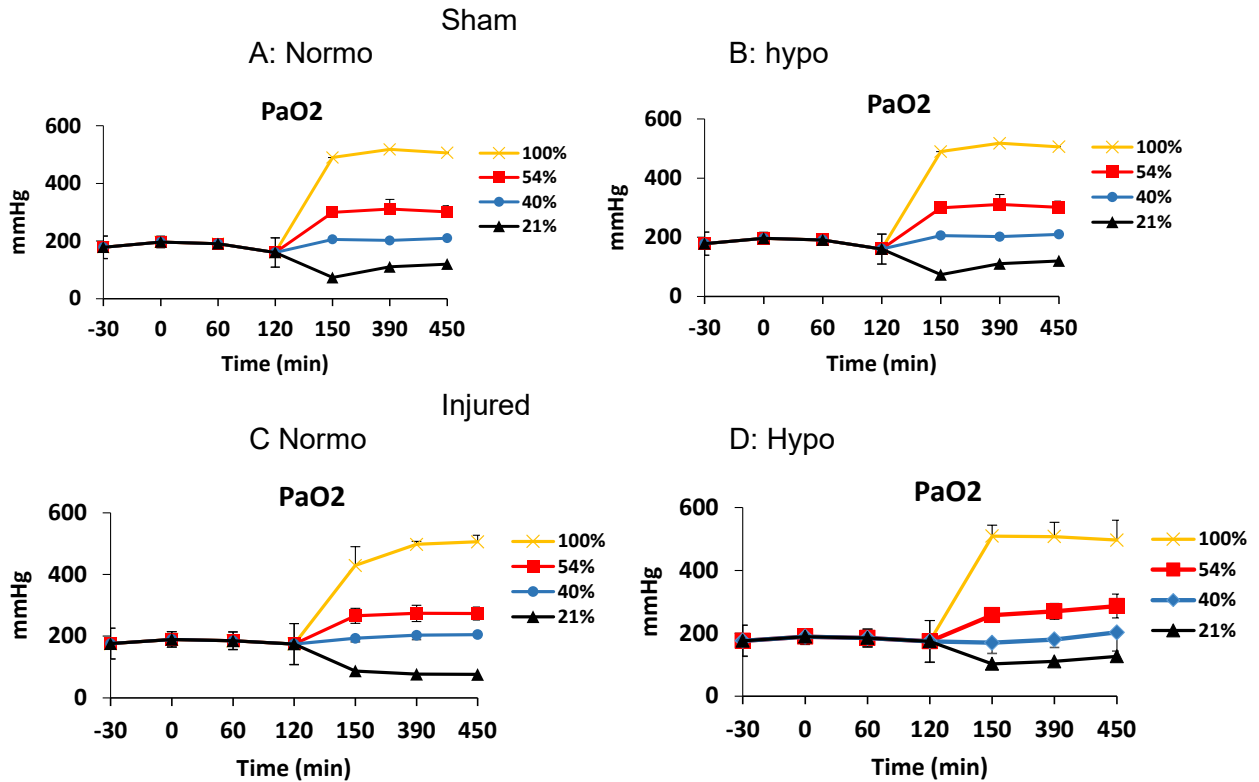 Sham
A: Normo
B: hypo
PaO2
600
400
200
0
mmHg
-30 0 60 120 150 390 450
Time (min)
100%
54%
40%
21%
PaO2
600
400
200
0
mmHg
-30 0 60 120 150 390 450
Time (min)
100%
54%
40%
21%
Injured
C Normo
D: Hypo
PaO2
600
400
200
0
mmHg
-30 0 60 120 150 390 450
Time (min)
100%
54%
40%
21%
PaO2
600
400
200
0
mmHg
-30 0 60 120 150 390 450
Time (min)
100%
54%
40%
21%